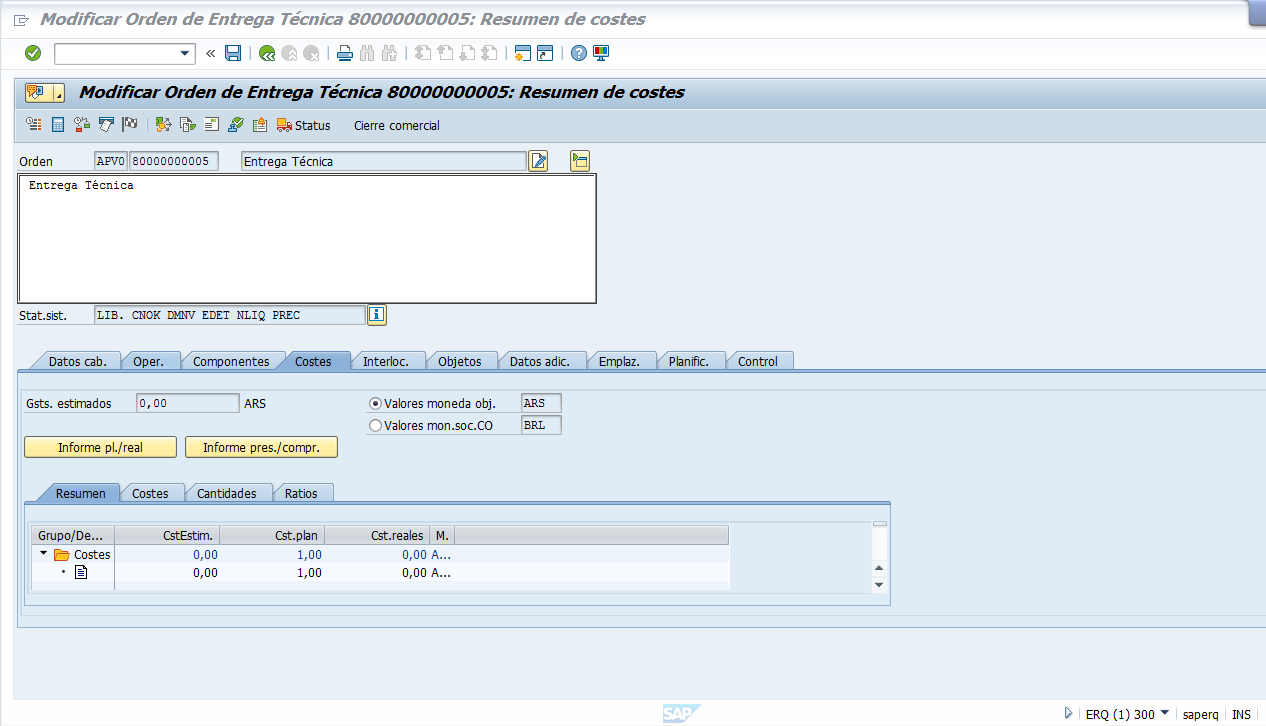 Modificar Orden de Entrega Técnica 80000000005: Resumen de costes
Modificar Orden de Entrega Técnica 80000000005: Resumen de costes
Status Cierre comercial
Orden APV0 80000000005 Entrega Técnica
Entrega Técnica
Stat.sist. LIB. CNOK DMNV EDET NLIQ PREC
Datos cab. Oper. Componentes Costes Interloc. Objetos Datos adic. Emplaz. Planific. Control
Gsts. estimados 0,00 ARS Valores moneda obj. ARS
Valores mon.soc.CO BRL
Informe pl./real Informe pres./compr.
Resumen Costes Cantidades Ratios
Grupo/De... CstEstim. Cst.plan Cst.reales M.
Costes 0,00 1,00 0,00 A...
0,00 1,00 0,00 A...
SAP ERQ (1) 300 saperq INS